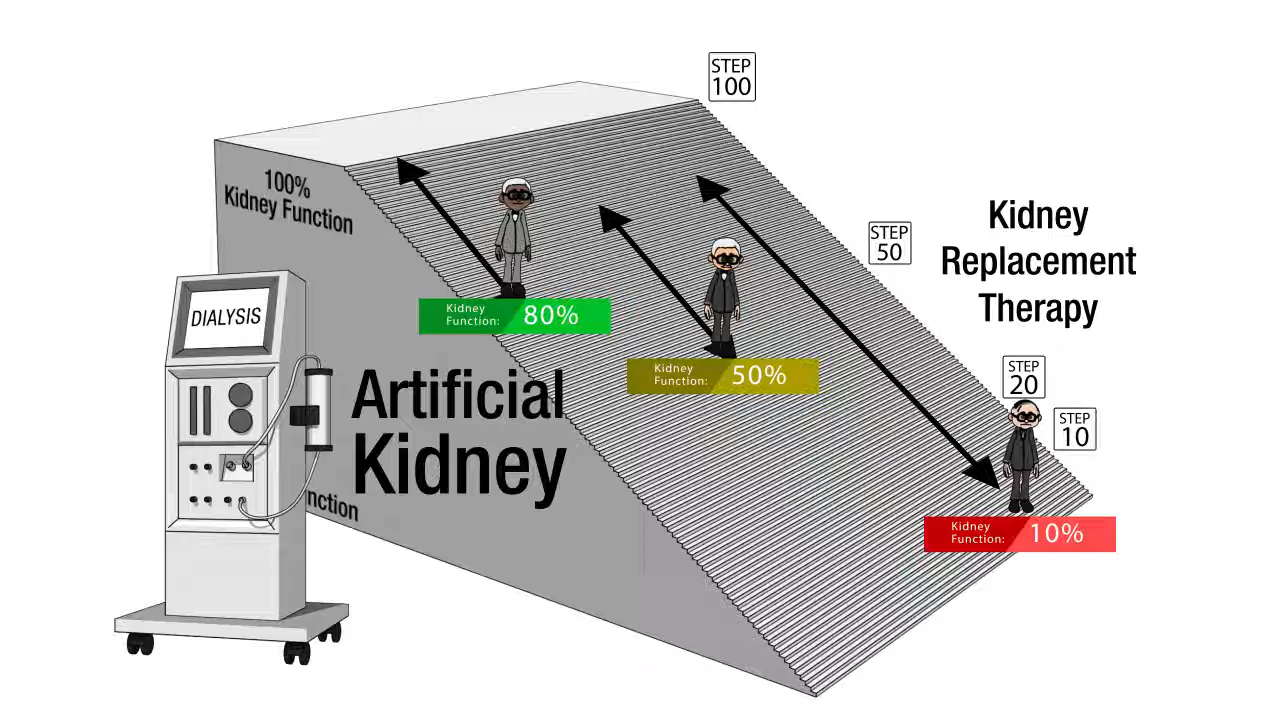 STEP
100
100%
Kidney Function
STEP
50
Kidney
Replacement
Therapy
DIALYSIS
Kidney
Function:
80%
Kidney
Function:
50%
STEP
20
STEP
10
Artificial
Kidney
nction
Kidney
Function:
10%